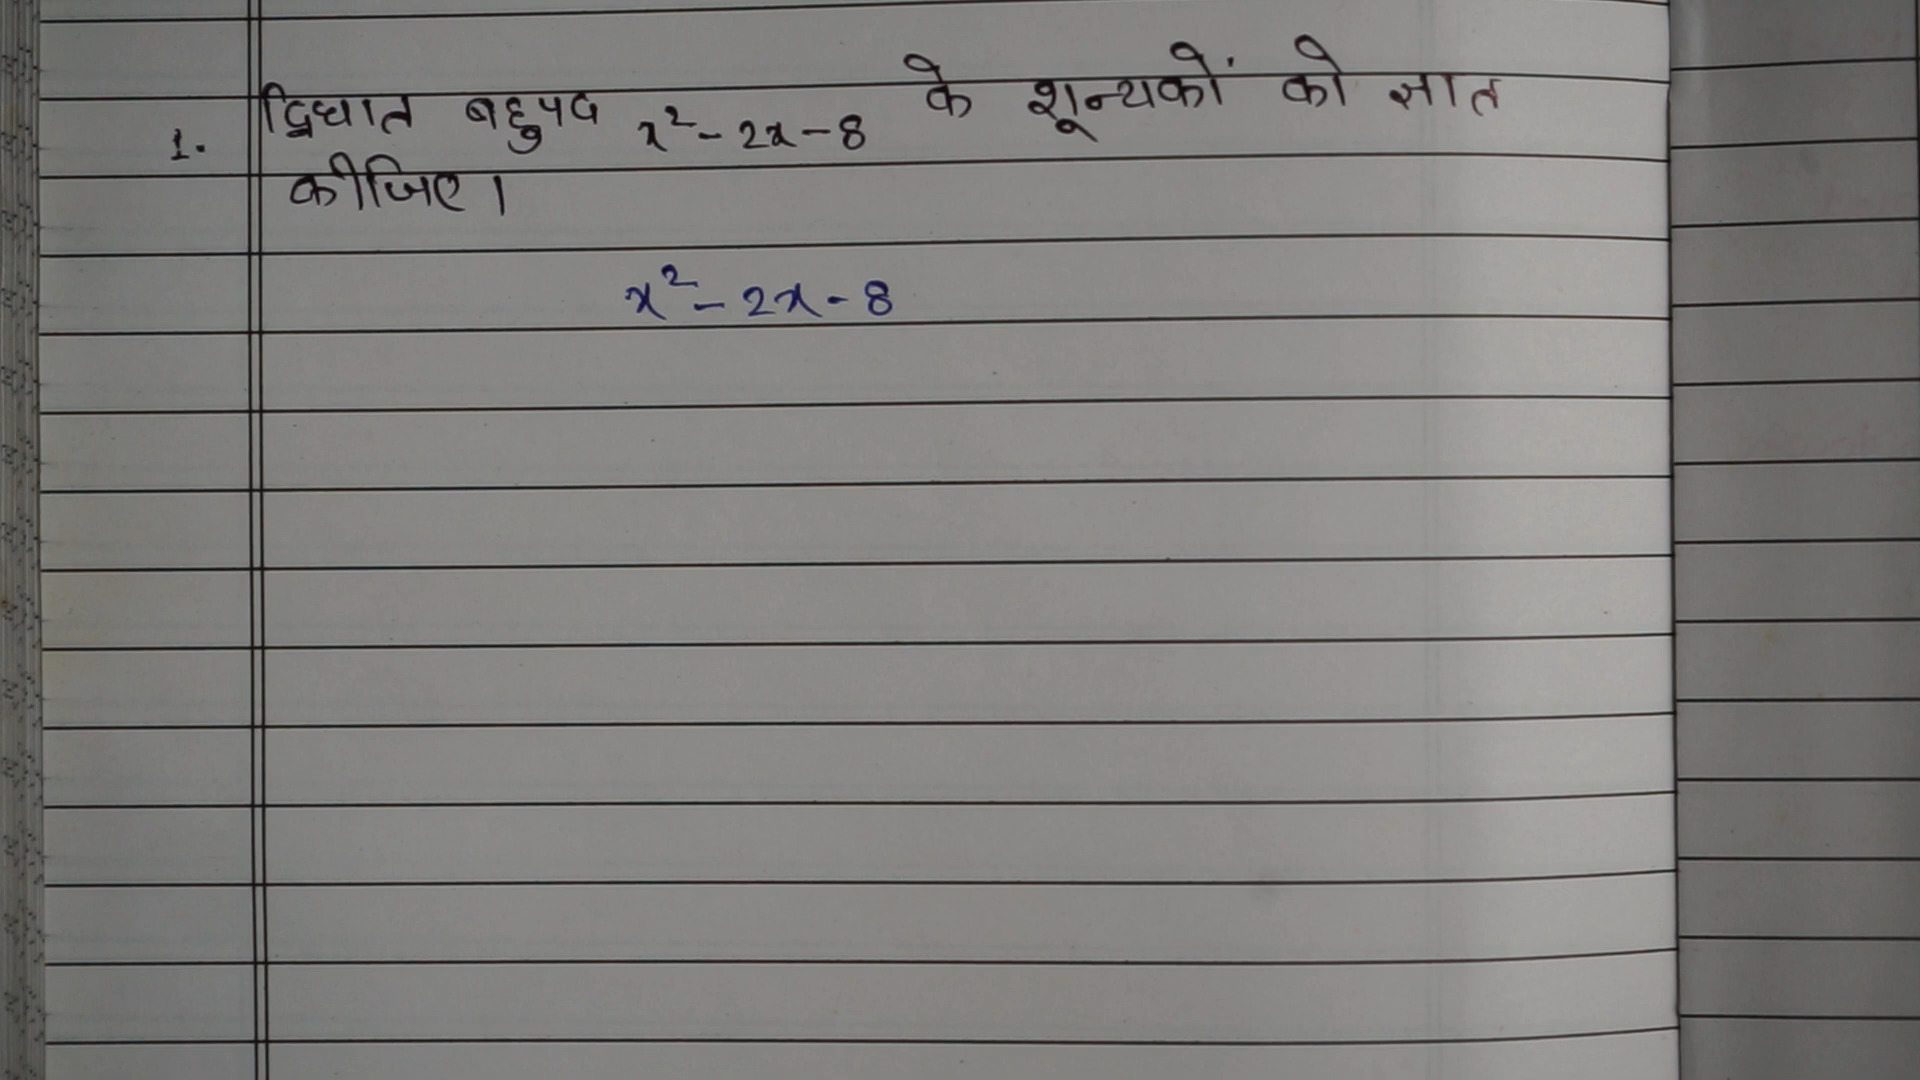 1. द्विघात बहुपद x² - 2x - 8 के शून्यकों को ज्ञात
कीजिए।
x² - 2x - 8